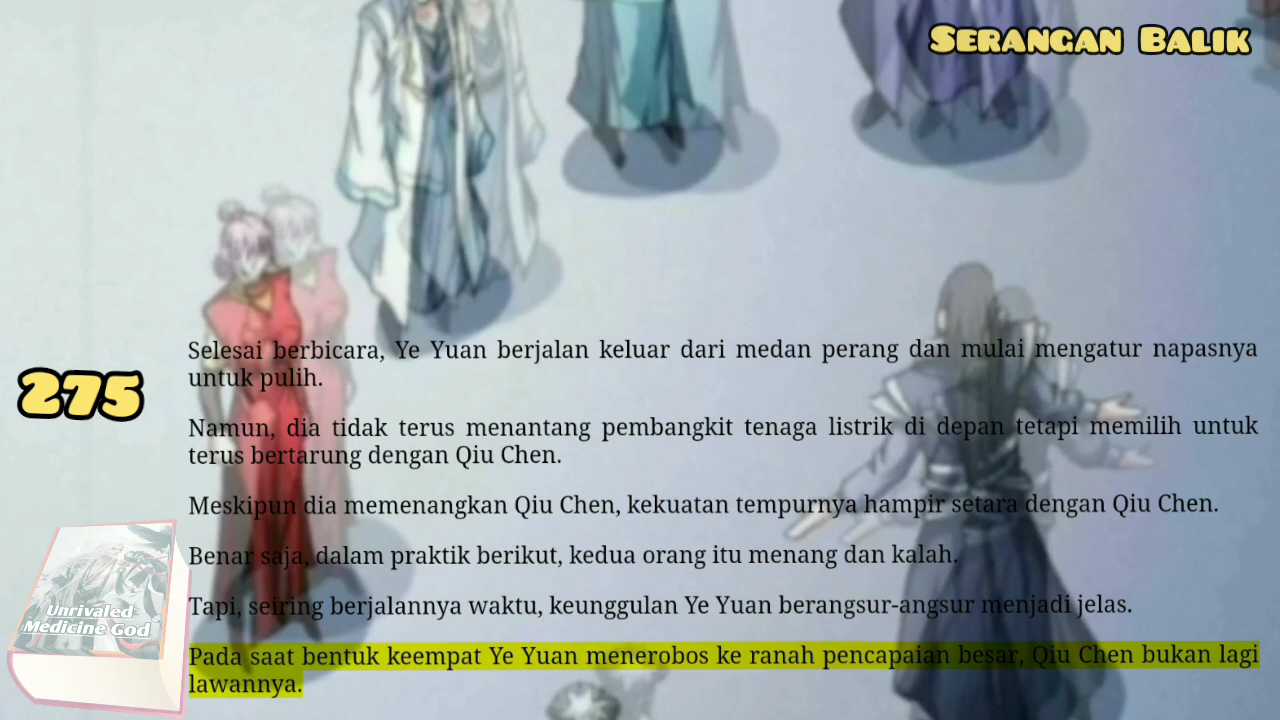 Serangan Balik
Selesai berbicara, Ye Yuan berjalan keluar dari medan perang dan mulai mengatur napasnya
untuk pulih.
275
Namun, dia tidak terus menantang pembangkit tenaga listrik di depan tetapi memilih untuk
terus bertarung dengan Qiu Chen.
Meskipun dia memenangkan Qiu Chen, kekuatan tempurnya hampir setara dengan Qiu Chen.
Benar saja, dalam praktik berikut, kedua orang itu menang dan kalah.
Tapi, seiring berjalannya waktu, keunggulan Ye Yuan berangsur-angsur menjadi jelas.
Pada saat bentuk keempat Ye Yuan menerobos ke ranah pencapaian besar, Qiu Chen bukan lagi
lawannya.
Unrivaled
Medicine God